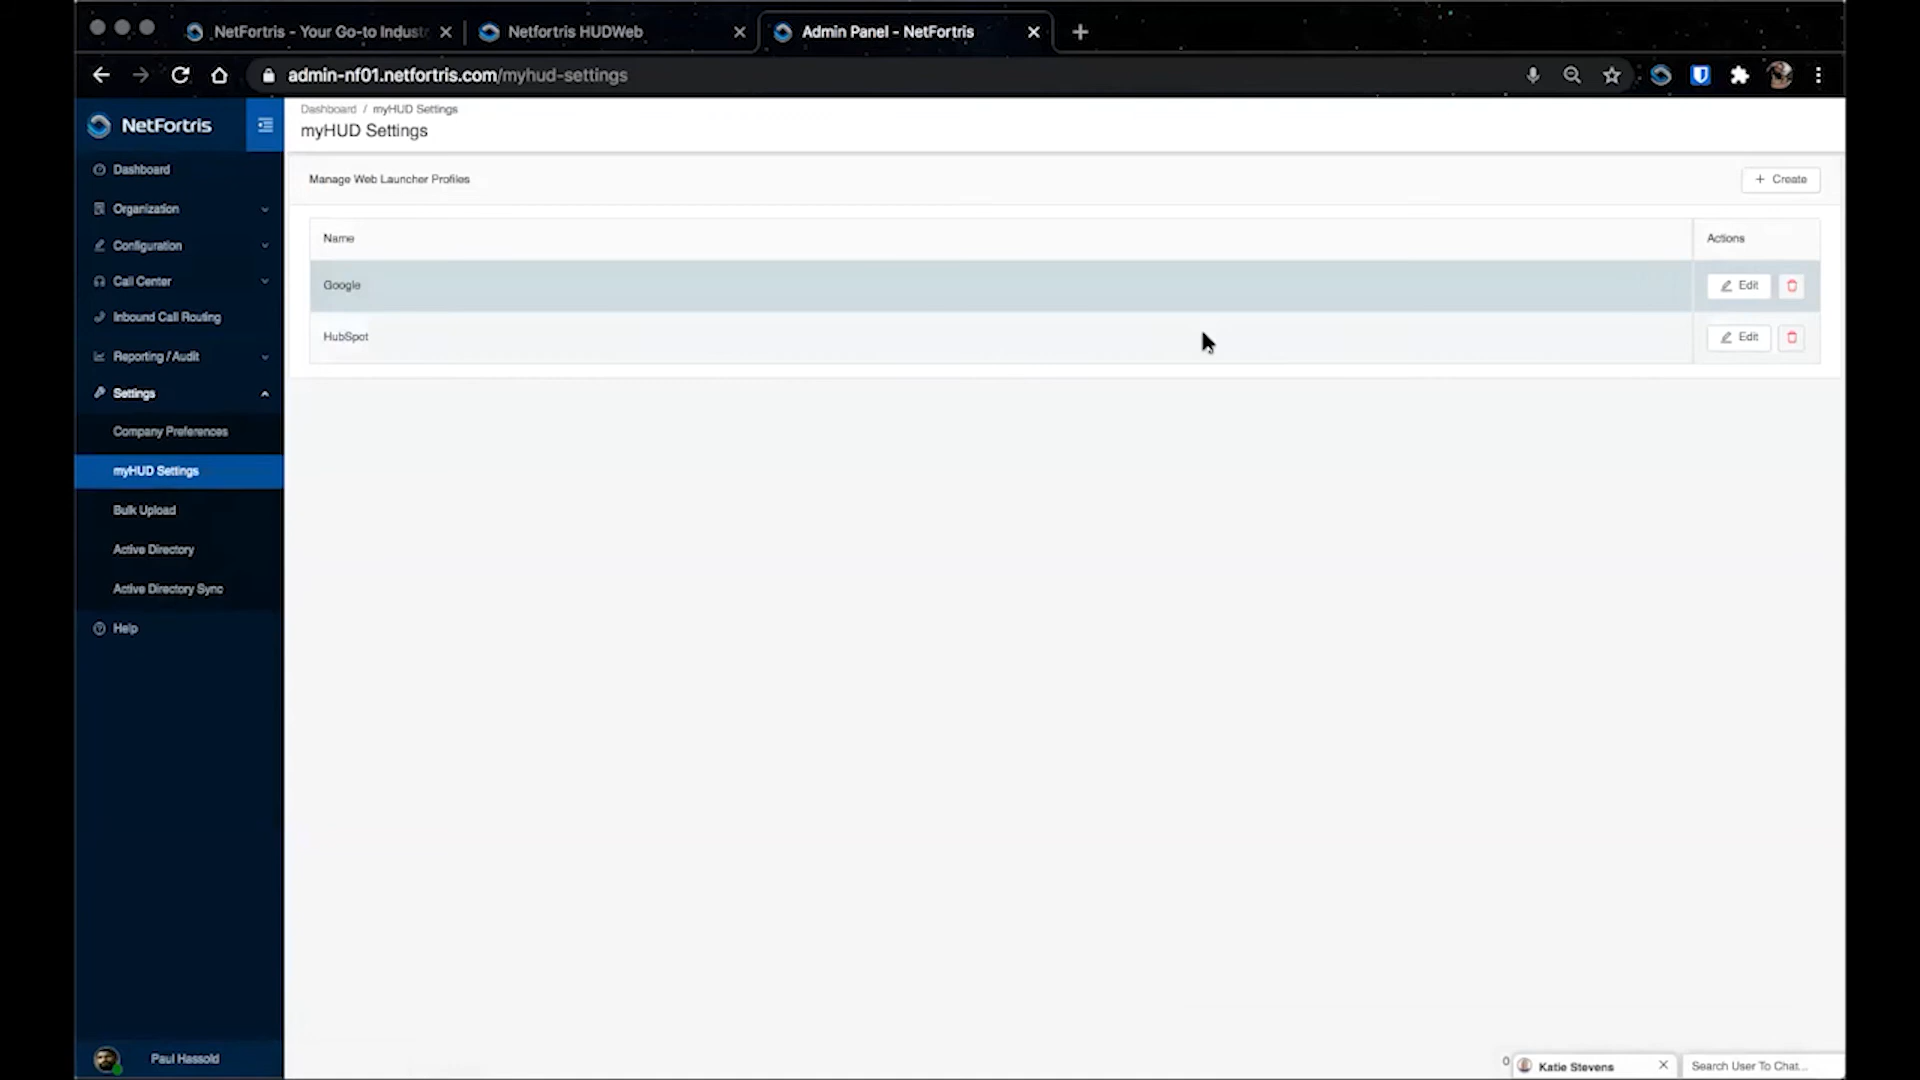 NetFortris - Your Go-to Indust
Netfortris HUDWeb
Admin Panel - NetFortris
admin-nf01.netfortris.com/myhud-settings
NetFortris
Dashboard
Organization
Configuration
Call Center
Inbound Call Routing
Reporting / Audit
Settings
Company Preferences
myHUD Settings
Bulk Upload
Active Directory
Active Directory Sync
Help
Paul Hassold
Dashboard / myHUD Settings
myHUD Settings
Manage Web Launcher Profiles
+ Create
Name
Actions
Google
Edit
HubSpot
Edit
0
Katie Stevens
Search User To Chat...